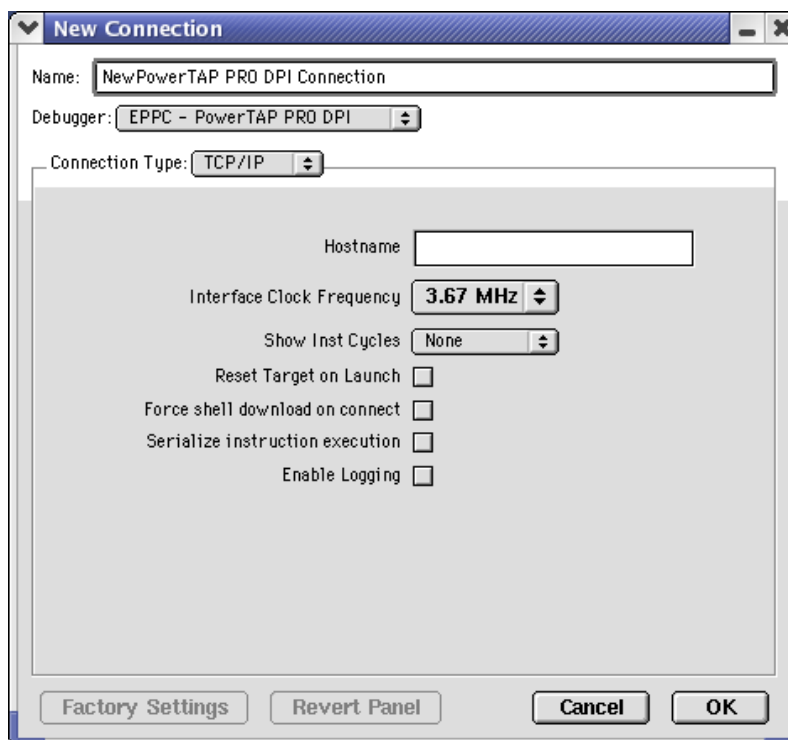 New Connection
Name: NewPowerTAP PRO DPI Connection
Debugger: EPPC - PowerTAP PRO DPI
Connection Type: TCP/IP
Hostname
Interface Clock Frequency 3.67 MHz
Show Inst Cycles None
Reset Target on Launch
Force shell download on connect
Serialize instruction execution
Enable Logging
Factory Settings Revert Panel Cancel OK